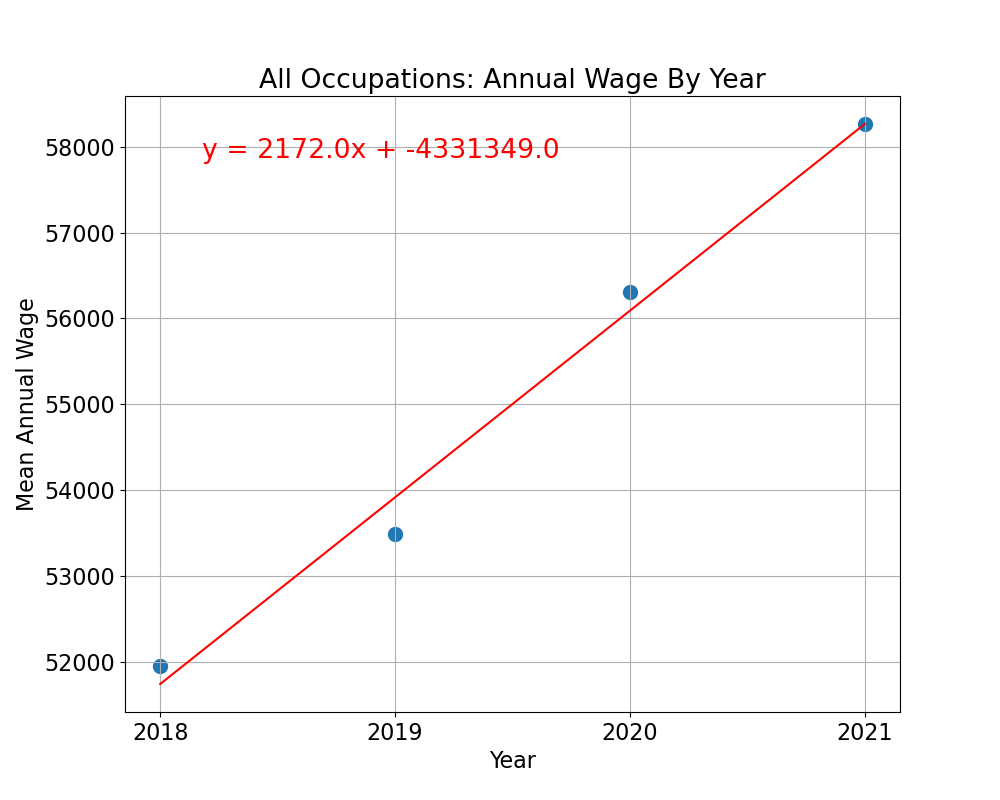 All Occupations: Annual Wage By Year
y = 2172.0x + -4331349.0
58000
57000
56000
55000
54000
53000
52000
Mean Annual Wage
2018 2019 2020 2021
Year